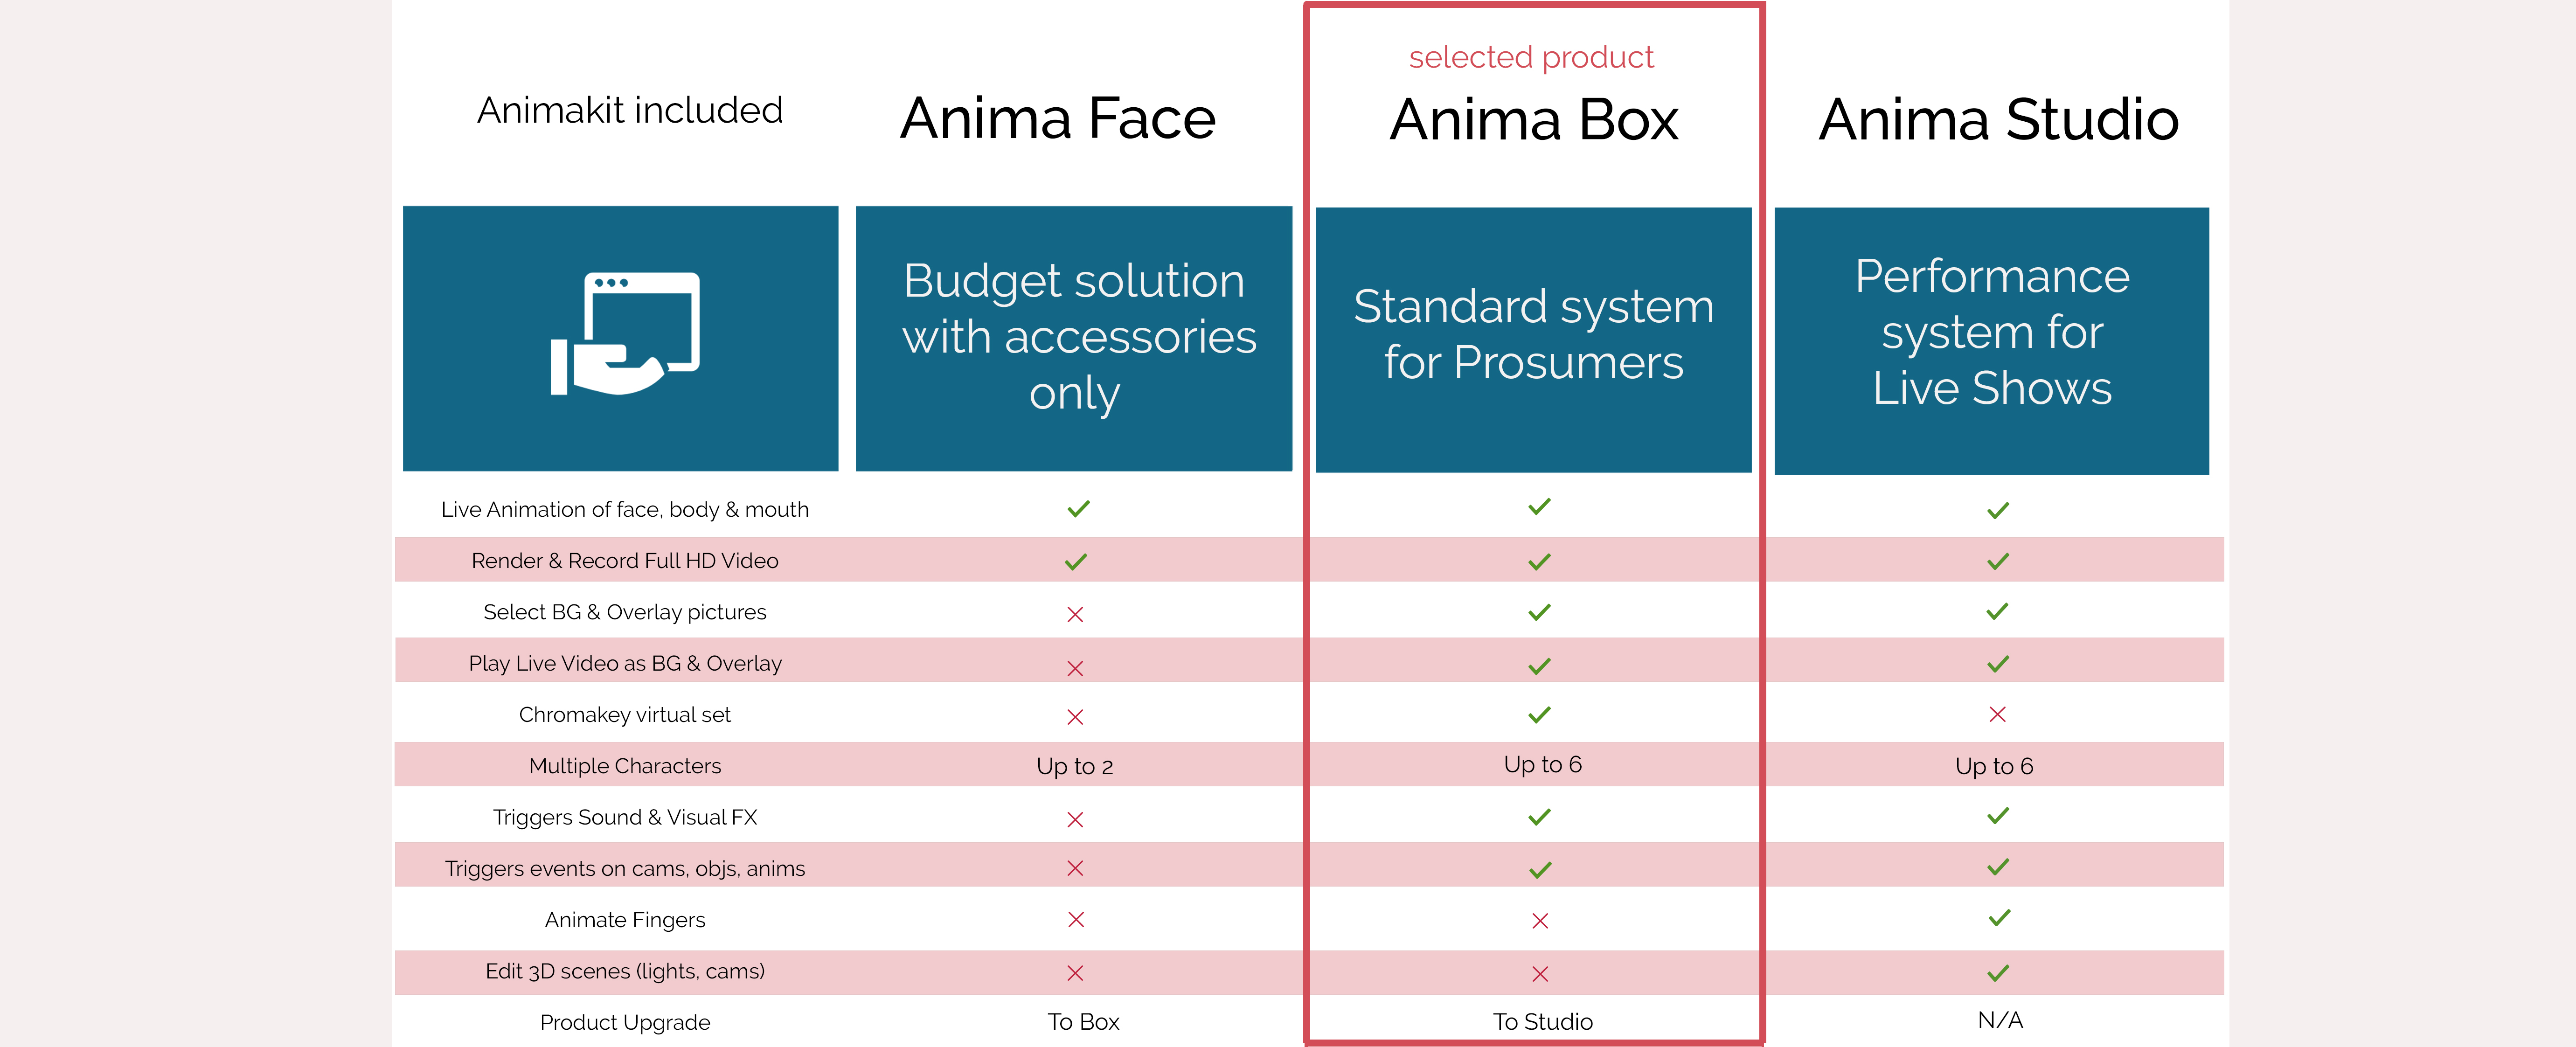 selected product
Animakit included Anima Face Anima Box Anima Studio
Budget solution
with accessories
only
Standard system
for Prosumers
Performance
system for
Live Shows
Live Animation of face, body & mouth
Render & Record Full HD Video
Select BG & Overlay pictures
Play Live Video as BG & Overlay
Chromakey virtual set
Multiple Characters Up to 2 Up to 6 Up to 6
Triggers Sound & Visual FX
Triggers events on cams, objs, anims
Animate Fingers
Edit 3D scenes (lights, cams)
Product Upgrade To Box To Studio N/A